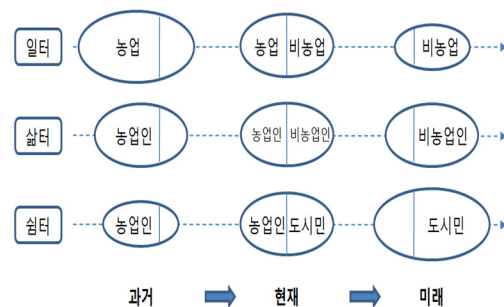 일터 농업 농업 비농업 비농업
삶터 농업인 농업인 비농업인 비농업인
쉼터 농업인 농업인 도시민 도시민
과거 현재 미래